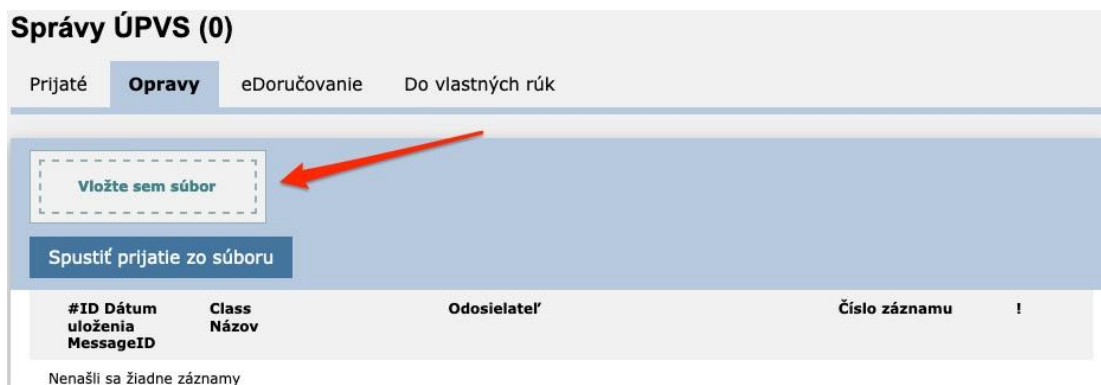 Správy ÚPVS (0)
Prijaté Opravy eDoručovanie Do vlastných rúk
Vložte sem súbor
Spustiť prijatie zo súboru
#ID Dátum Class Odosielateľ Číslo záznamu !
uloženia Názov
MessageID
Nenašli sa žiadne záznamy